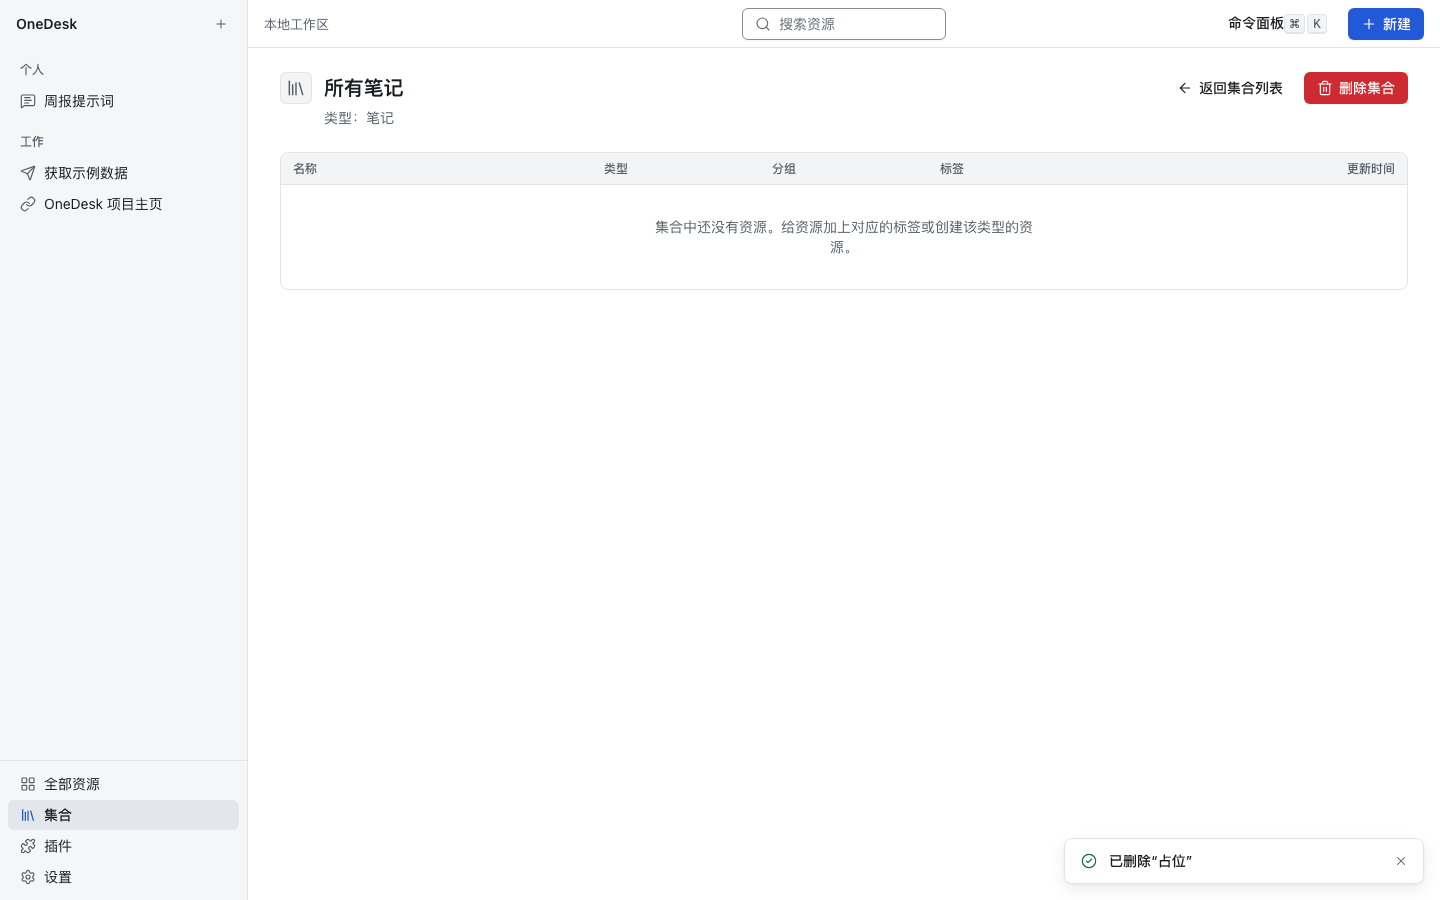 OneDesk
本地工作区
搜索资源
命令面板 ⌘ K
新建
个人
周报提示词
工作
获取示例数据
OneDesk 项目主页
所有笔记
类型：笔记
返回集合列表
删除集合
名称 类型 分组 标签 更新时间
集合中还没有资源。给资源加上对应的标签或创建该类型的资
源。
全部资源
集合
插件
设置
已删除“占位”